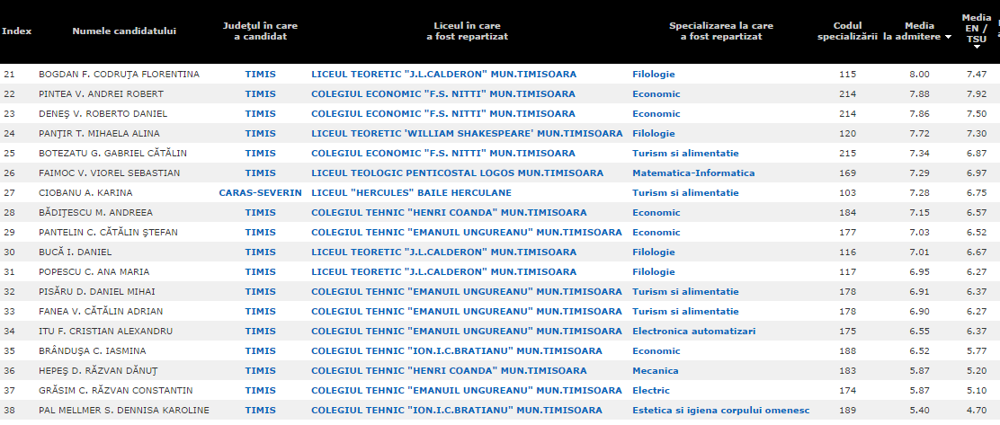 Index Numele candidatului Judeţul în care a candidat Liceul în care a fost repartizat Specializarea la care a fost repartizat Codul specializării Media la admitere Media EN / TSU
21 BOGDAN F. CODRUŢA FLORENTINA TIMIS LICEUL TEORETIC "J.L.CALDERON" MUN.TIMISOARA Filologie 115 8.00 7.47
22 PINTEA V. ANDREI ROBERT TIMIS COLEGIUL ECONOMIC "F.S. NITTI" MUN.TIMISOARA Economic 214 7.88 7.92
23 DENEŞ V. ROBERTO DANIEL TIMIS COLEGIUL ECONOMIC "F.S. NITTI" MUN.TIMISOARA Economic 214 7.86 7.50
24 PANŢIR T. MIHAELA ALINA TIMIS LICEUL TEORETIC 'WILLIAM SHAKESPEARE' MUN.TIMISOARA Filologie 120 7.72 7.30
25 BOTEZATU G. GABRIEL CĂTĂLIN TIMIS COLEGIUL ECONOMIC "F.S. NITTI" MUN.TIMISOARA Turism si alimentatie 215 7.34 6.87
26 FAIMOC V. VIOREL SEBASTIAN TIMIS LICEUL TEOLOGIC PENTICOSTAL LOGOS MUN.TIMISOARA Matematica-Informatica 169 7.29 6.97
27 CIOBANU A. KARINA CARAS-SEVERIN LICEUL "HERCULES" BAILE HERCULANE Turism si alimentatie 103 7.28 6.75
28 BĂDIŢESCU M. ANDREEA TIMIS COLEGIUL TEHNIC "HENRI COANDA" MUN.TIMISOARA Economic 184 7.15 6.57
29 PANTELIN C. CĂTĂLIN ŞTEFAN TIMIS COLEGIUL TEHNIC "EMANUIL UNGUREANU" MUN.TIMISOARA Economic 177 7.03 6.52
30 BUCĂ I. DANIEL TIMIS LICEUL TEORETIC "J.L.CALDERON" MUN.TIMISOARA Filologie 116 7.01 6.67
31 POPESCU C. ANA MARIA TIMIS LICEUL TEORETIC "J.L.CALDERON" MUN.TIMISOARA Filologie 117 6.95 6.27
32 PISĂRU D. DANIEL MIHAI TIMIS COLEGIUL TEHNIC "EMANUIL UNGUREANU" MUN.TIMISOARA Turism si alimentatie 178 6.91 6.37
33 FANEA V. CĂTĂLIN ADRIAN TIMIS COLEGIUL TEHNIC "EMANUIL UNGUREANU" MUN.TIMISOARA Turism si alimentatie 178 6.90 6.27
34 ITU F. CRISTIAN ALEXANDRU TIMIS COLEGIUL TEHNIC "EMANUIL UNGUREANU" MUN.TIMISOARA Electronica automatizari 175 6.55 6.37
35 BRÂNDUŞA C. IASMINA TIMIS COLEGIUL TEHNIC "ION.I.C.BRATIANU" MUN.TIMISOARA Economic 188 6.52 5.77
36 HEPEŞ D. RĂZVAN DĂNUŢ TIMIS COLEGIUL TEHNIC "HENRI COANDA" MUN.TIMISOARA Mecanica 183 5.87 5.20
37 GRĂSIM C. RĂZVAN CONSTANTIN TIMIS COLEGIUL TEHNIC "EMANUIL UNGUREANU" MUN.TIMISOARA Electric 174 5.87 5.10
38 PAL MELLMER S. DENNISA KAROLINE TIMIS COLEGIUL TEHNIC "ION.I.C.BRATIANU" MUN.TIMISOARA Estetica si igiena corpului omenesc 189 5.40 4.70